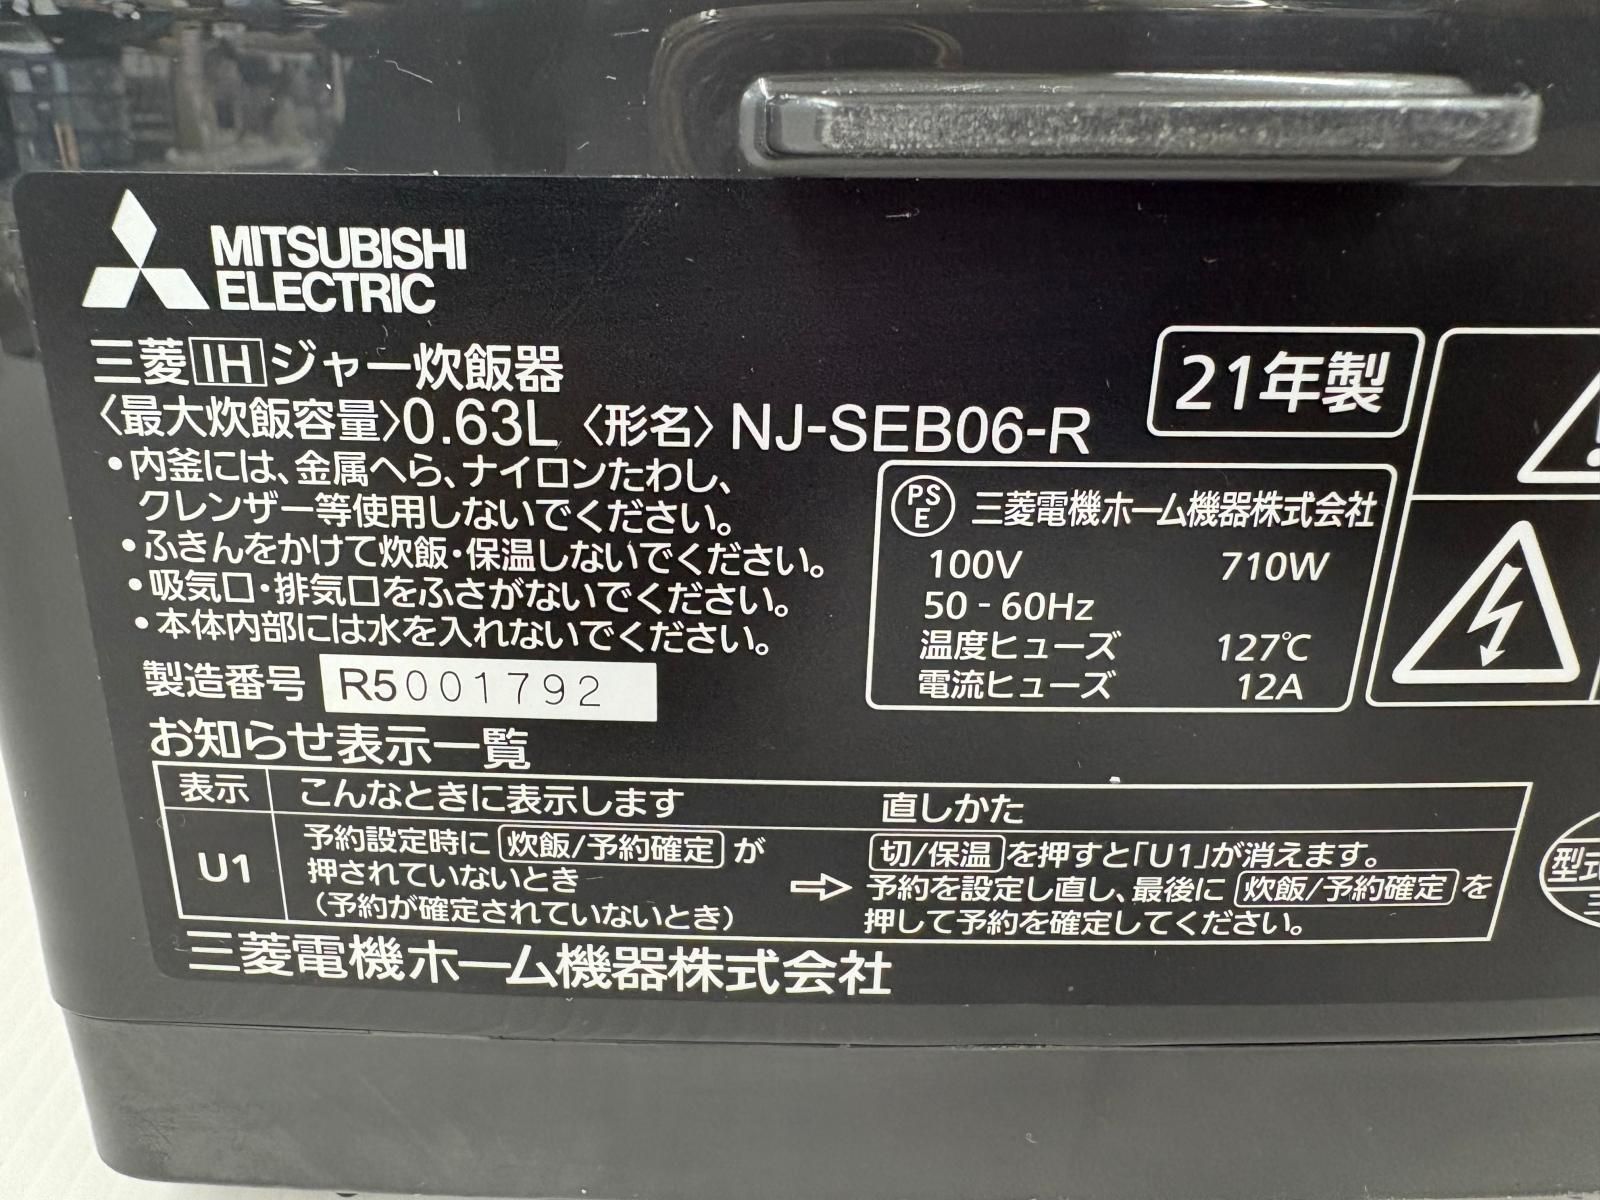 MITSUBISHI
ELECTRIC
三菱IHジャー炊飯器
〈最大炊飯容量〉0.63L 〈形名〉NJ-SEB06-R
21年製
•内釜には、金属へら、ナイロンたわし、
クレンザー等使用しないでください。
•ふきんをかけて炊飯・保温しないでください。
•吸気口・排気口をふさがないでください。
•本体内部には水を入れないでください。
製造番号 R5001792
PS
E 三菱電機ホーム機器株式会社
100V 710W
50 - 60Hz
温度ヒューズ 127℃
電流ヒューズ 12A
お知らせ表示一覧
表示 こんなときに表示します 直しかた
U1
予約設定時に 炊飯/予約確定 が
押されていないとき
(予約が確定されていないとき)
⇨
切/保温 を押すと「U1」が消えます。
予約を設定し直し、最後に 炊飯/予約確定 を
押して予約を確定してください。
三菱電機ホーム機器株式会社